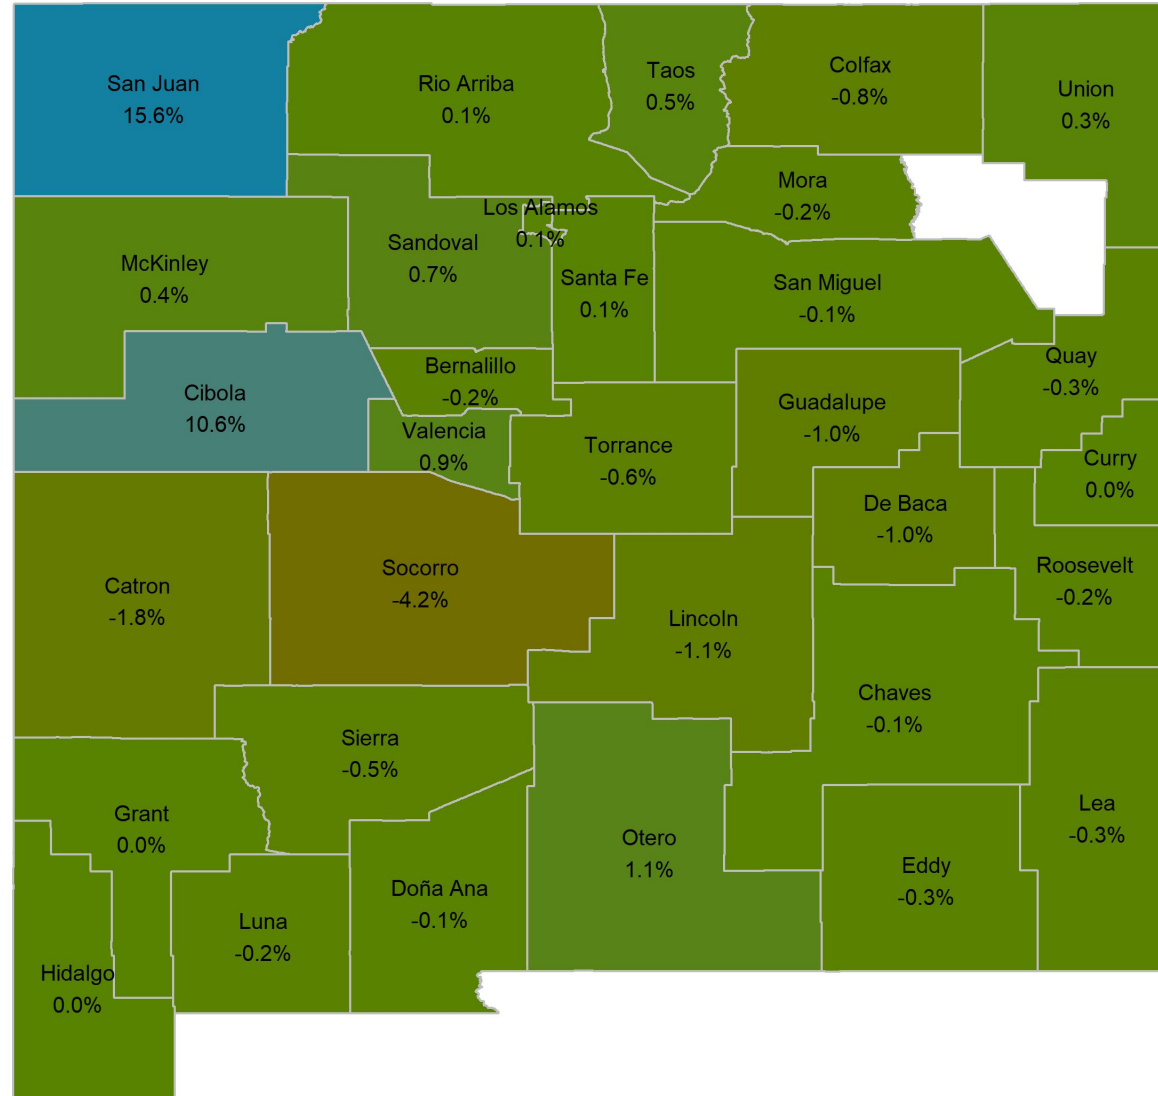 San Juan
15.6%
Rio Arriba
0.1%
Taos
0.5%
Colfax
-0.8%
Union
0.3%
Mora
-0.2%
Los Alamos
0.1%
Sandoval
0.7%
McKinley
0.4%
Santa Fe
0.1%
San Miguel
-0.1%
Quay
-0.3%
Bernalillo
-0.2%
Cibola
10.6%
Guadalupe
-1.0%
Valencia
0.9%
Torrance
-0.6%
Curry
0.0%
De Baca
-1.0%
Roosevelt
-0.2%
Socorro
-4.2%
Catron
-1.8%
Lincoln
-1.1%
Chaves
-0.1%
Sierra
-0.5%
Lea
-0.3%
Grant
0.0%
Otero
1.1%
Eddy
-0.3%
Doña Ana
-0.1%
Luna
-0.2%
Hidalgo
0.0%